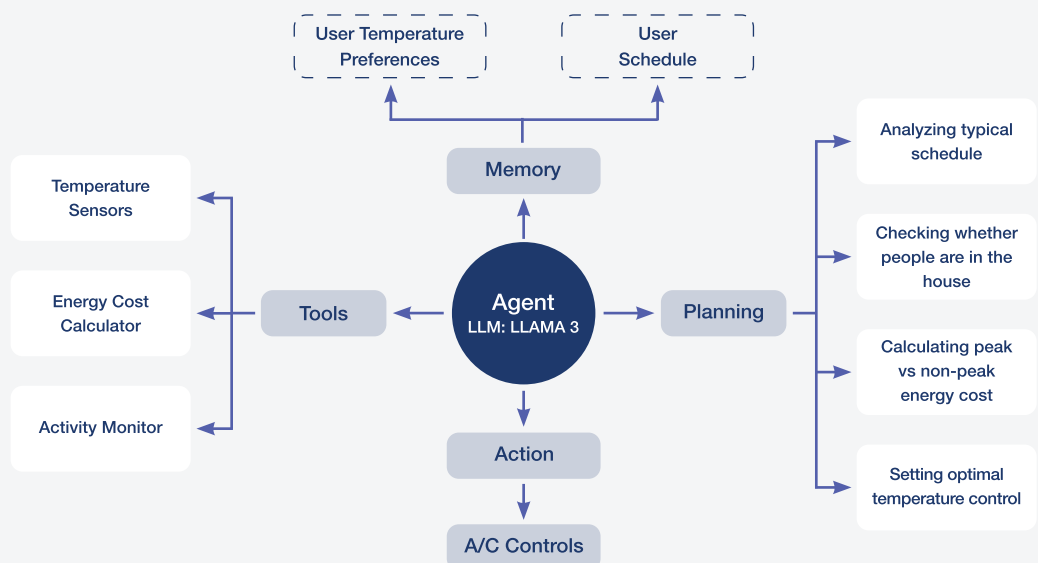 User Temperature
Preferences
User
Schedule
Memory
Temperature
Sensors
Energy Cost
Calculator
Activity Monitor
Tools
Agent
LLM: LLAMA 3
Planning
Analyzing typical
schedule
Checking whether
people are in the
house
Calculating peak
vs non-peak
energy cost
Setting optimal
temperature control
Action
A/C Controls